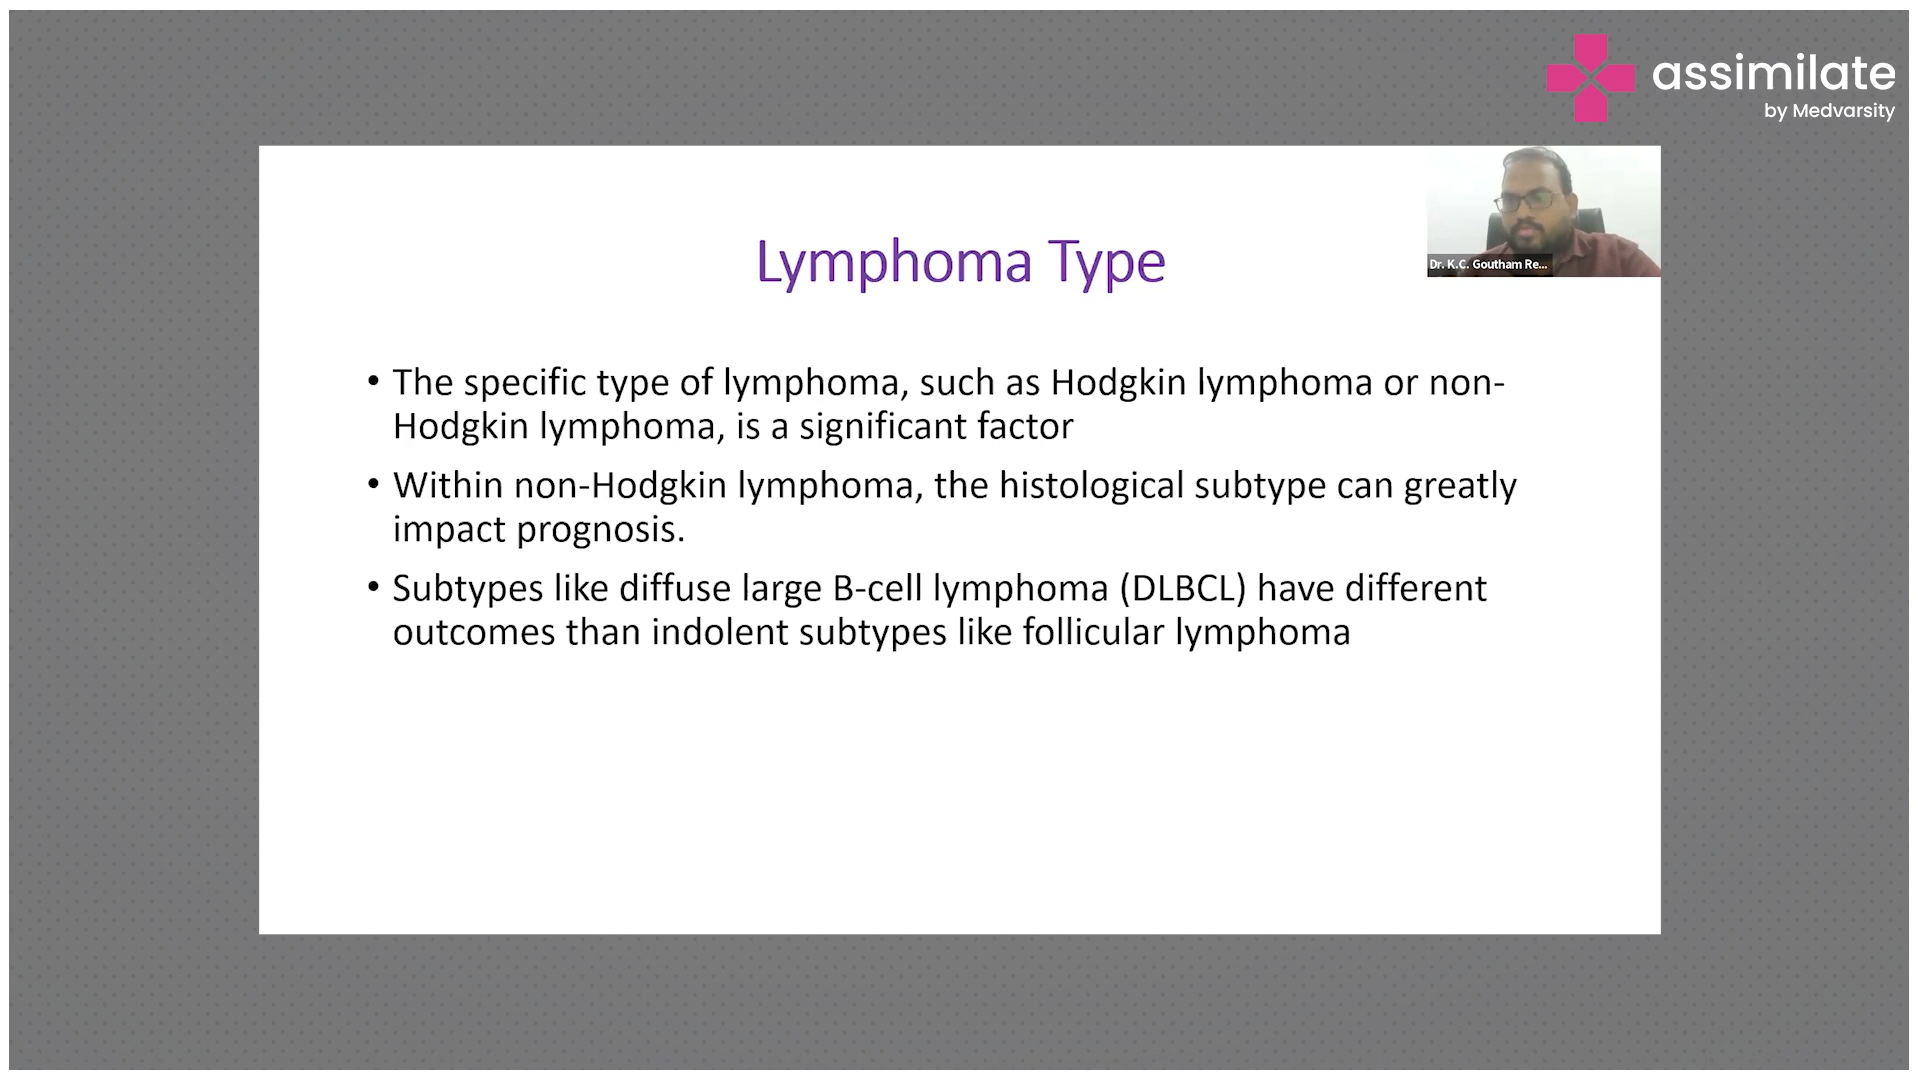 assimilate
by Medvarsity
Dr. K.C. Goutham Re...
Lymphoma Type
• The specific type of lymphoma, such as Hodgkin lymphoma or non-
Hodgkin lymphoma, is a significant factor
• Within non-Hodgkin lymphoma, the histological subtype can greatly
impact prognosis.
• Subtypes like diffuse large B-cell lymphoma (DLBCL) have different
outcomes than indolent subtypes like follicular lymphoma